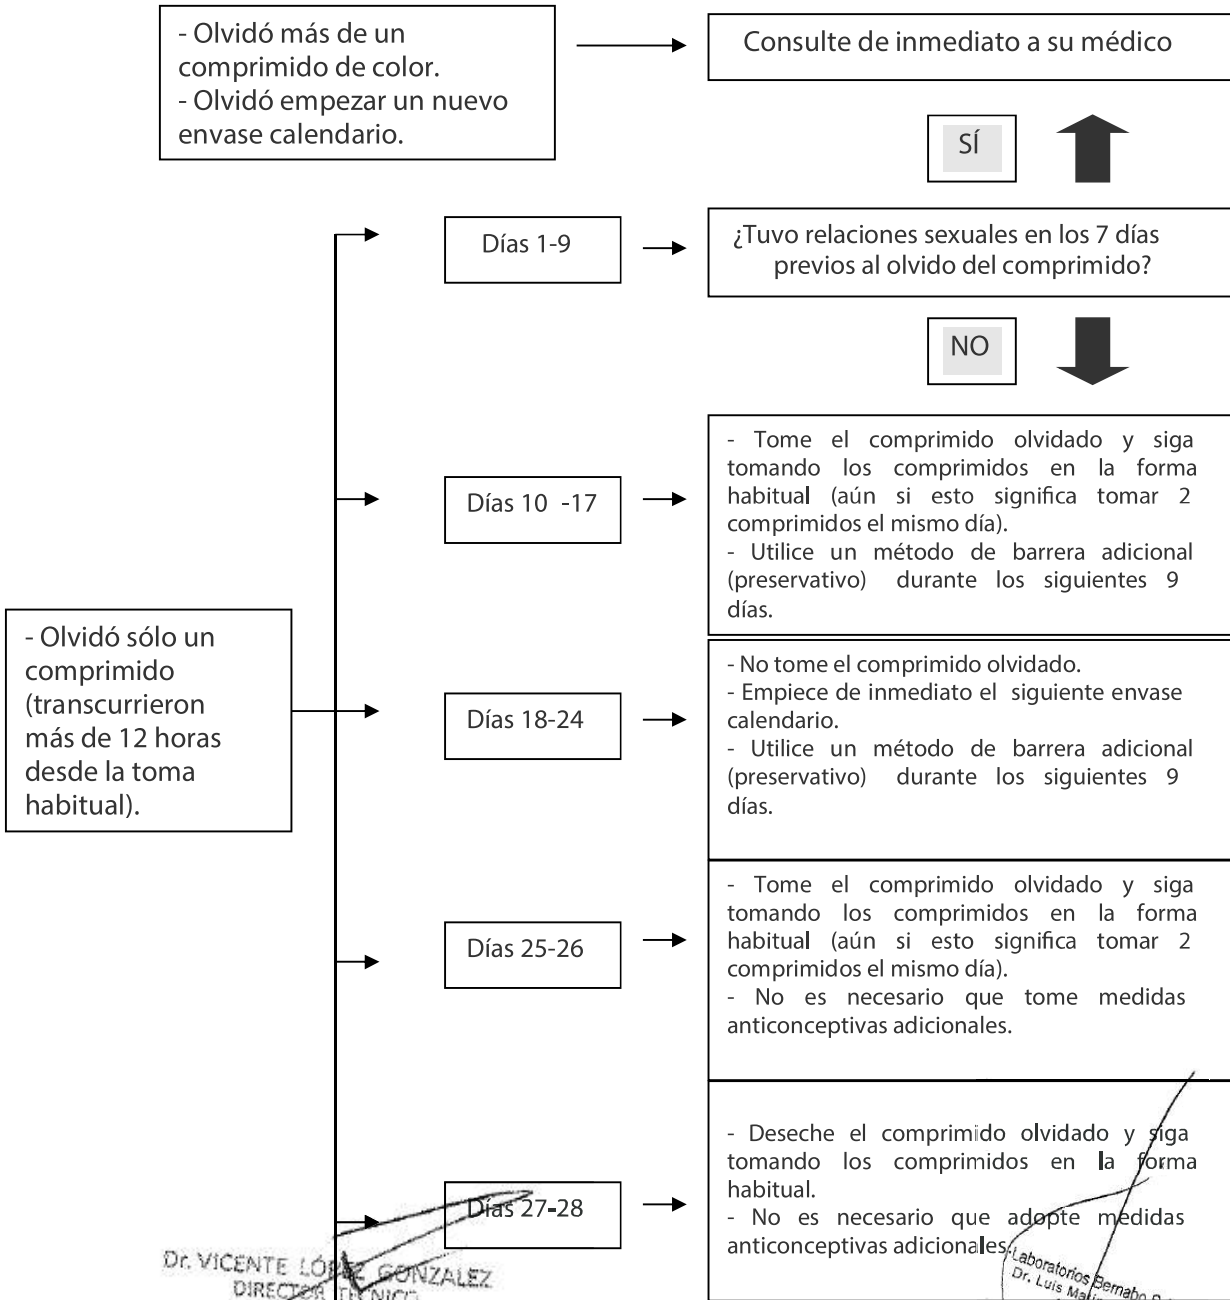 - Olvidó más de un
comprimido de color.
- Olvidó empezar un nuevo
envase calendario.
Consulte de inmediato a su médico
SÍ
Días 1-9
¿Tuvo relaciones sexuales en los 7 días
previos al olvido del comprimido?
NO
Días 10 -17
- Tome el comprimido olvidado y siga
tomando los comprimidos en la forma
habitual (aún si esto significa tomar 2
comprimidos el mismo día).
- Utilice un método de barrera adicional
(preservativo) durante los siguientes 9
días.
- Olvidó sólo un
comprimido
(transcurrieron
más de 12 horas
desde la toma
habitual).
Días 18-24
- No tome el comprimido olvidado.
- Empiece de inmediato el siguiente envase
calendario.
- Utilice un método de barrera adicional
(preservativo) durante los siguientes 9
días.
Días 25-26
- Tome el comprimido olvidado y siga
tomando los comprimidos en la forma
habitual (aún si esto significa tomar 2
comprimidos el mismo día).
- No es necesario que tome medidas
anticonceptivas adicionales.
Días 27-28
- Deseche el comprimido olvidado y siga
tomando los comprimidos en la forma
habitual.
- No es necesario que adopte medidas
anticonceptivas adicionales.
Dr. VICENTE LÓPEZ GONZALEZ
DIRECTOR TÉCNICO
Laboratorios Bernabo
Dr. Luis